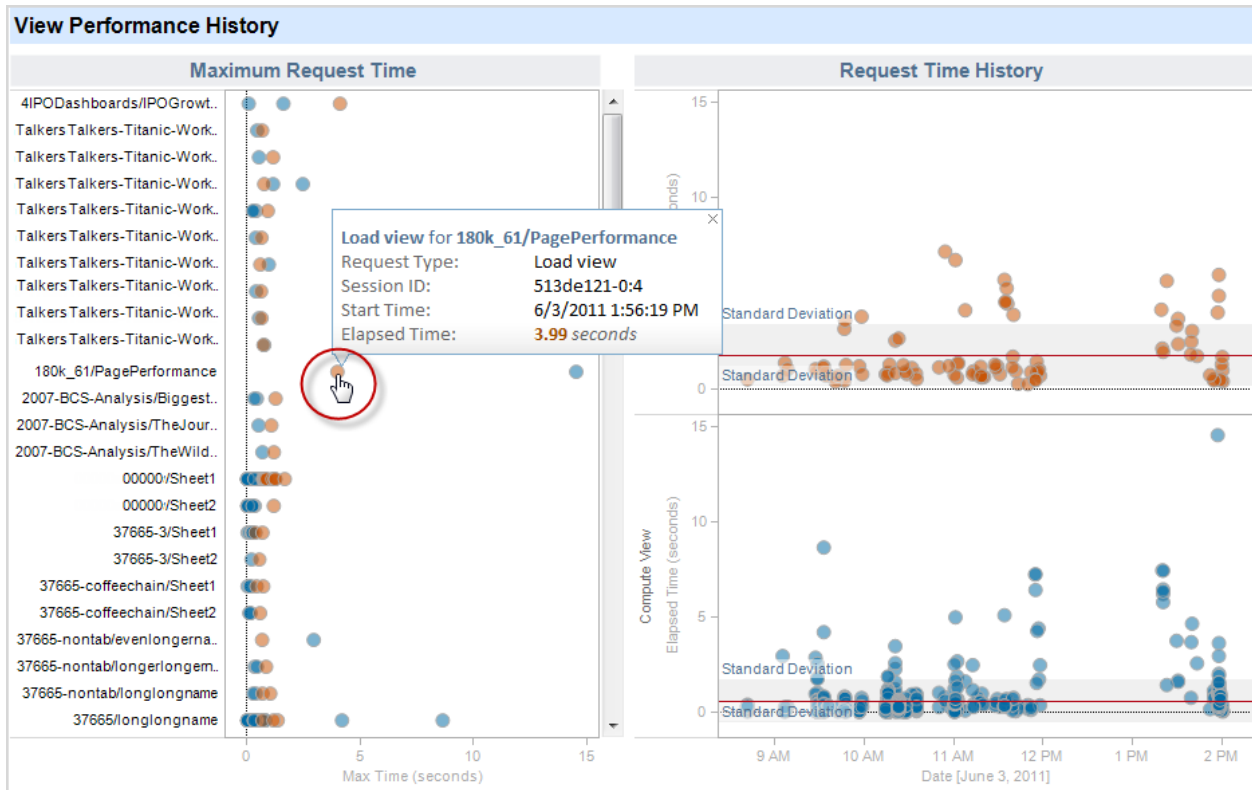 View Performance History
Maximum Request Time
4IPODashboards/IPOGrowt..
TalkersTalkers-Titanic-Work..
TalkersTalkers-Titanic-Work..
TalkersTalkers-Titanic-Work..
TalkersTalkers-Titanic-Work..
TalkersTalkers-Titanic-Work..
TalkersTalkers-Titanic-Work..
TalkersTalkers-Titanic-Work..
TalkersTalkers-Titanic-Work..
TalkersTalkers-Titanic-Work..
180k_61/PagePerformance
2007-BCS-Analysis/Biggest..
2007-BCS-Analysis/TheJour..
2007-BCS-Analysis/TheWild..
00000/Sheet1
00000/Sheet2
37665-3/Sheet1
37665-3/Sheet2
37665-coffeechain/Sheet1
37665-coffeechain/Sheet2
37665-nontab/evenlongerna..
37665-nontab/longerlongern..
37665-nontab/longlongname
37665/longlongname
0 5 10 15
Max Time (seconds)
Load view for 180k_61/PagePerformance
Request Type: Load view
Session ID: 513de121-0:4
Start Time: 6/3/2011 1:56:19 PM
Elapsed Time: 3.99 seconds
Request Time History
15
10
0
Standard Deviation
Standard Deviation
Compute View
Elapsed Time (seconds)
15
10
5
0
Standard Deviation
Standard Deviation
9 AM 10 AM 11 AM 12 PM 1 PM 2 PM
Date [June 3, 2011]